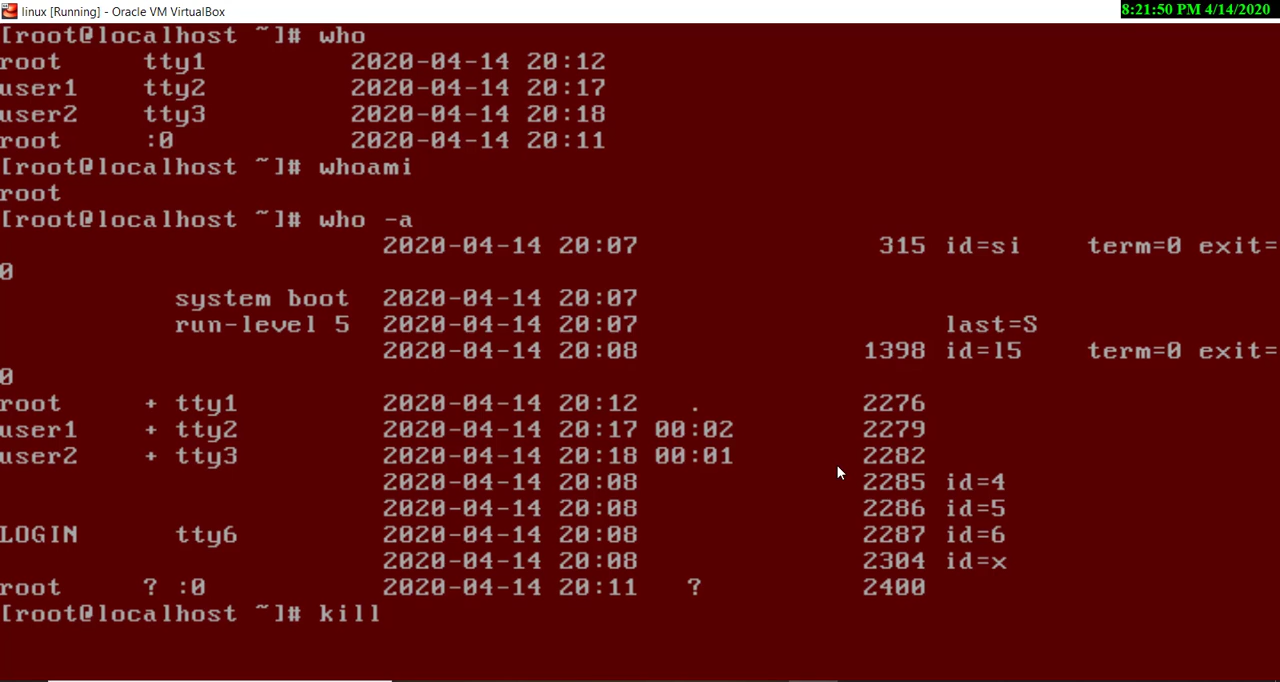 linux [Running] - Oracle VM VirtualBox
8:21:50 PM 4/14/2020
[root@localhost ~]# who
root     tty1         2020-04-14 20:12
user1    tty2         2020-04-14 20:17
user2    tty3         2020-04-14 20:18
root     :0           2020-04-14 20:11
[root@localhost ~]# whoami
root
[root@localhost ~]# who -a
                        2020-04-14 20:07               315 id=si    term=0 exit=
0
           system boot  2020-04-14 20:07
           run-level 5  2020-04-14 20:07                   last=S
                        2020-04-14 20:08              1398 id=l5    term=0 exit=
0
root     + tty1         2020-04-14 20:12   .          2276
user1    + tty2         2020-04-14 20:17 00:02        2279
user2    + tty3         2020-04-14 20:18 00:01        2282
                        2020-04-14 20:08              2285 id=4
                        2020-04-14 20:08              2286 id=5
LOGIN      tty6         2020-04-14 20:08              2287 id=6
                        2020-04-14 20:08              2304 id=x
root     ? :0           2020-04-14 20:11   ?          2400
[root@localhost ~]# kill